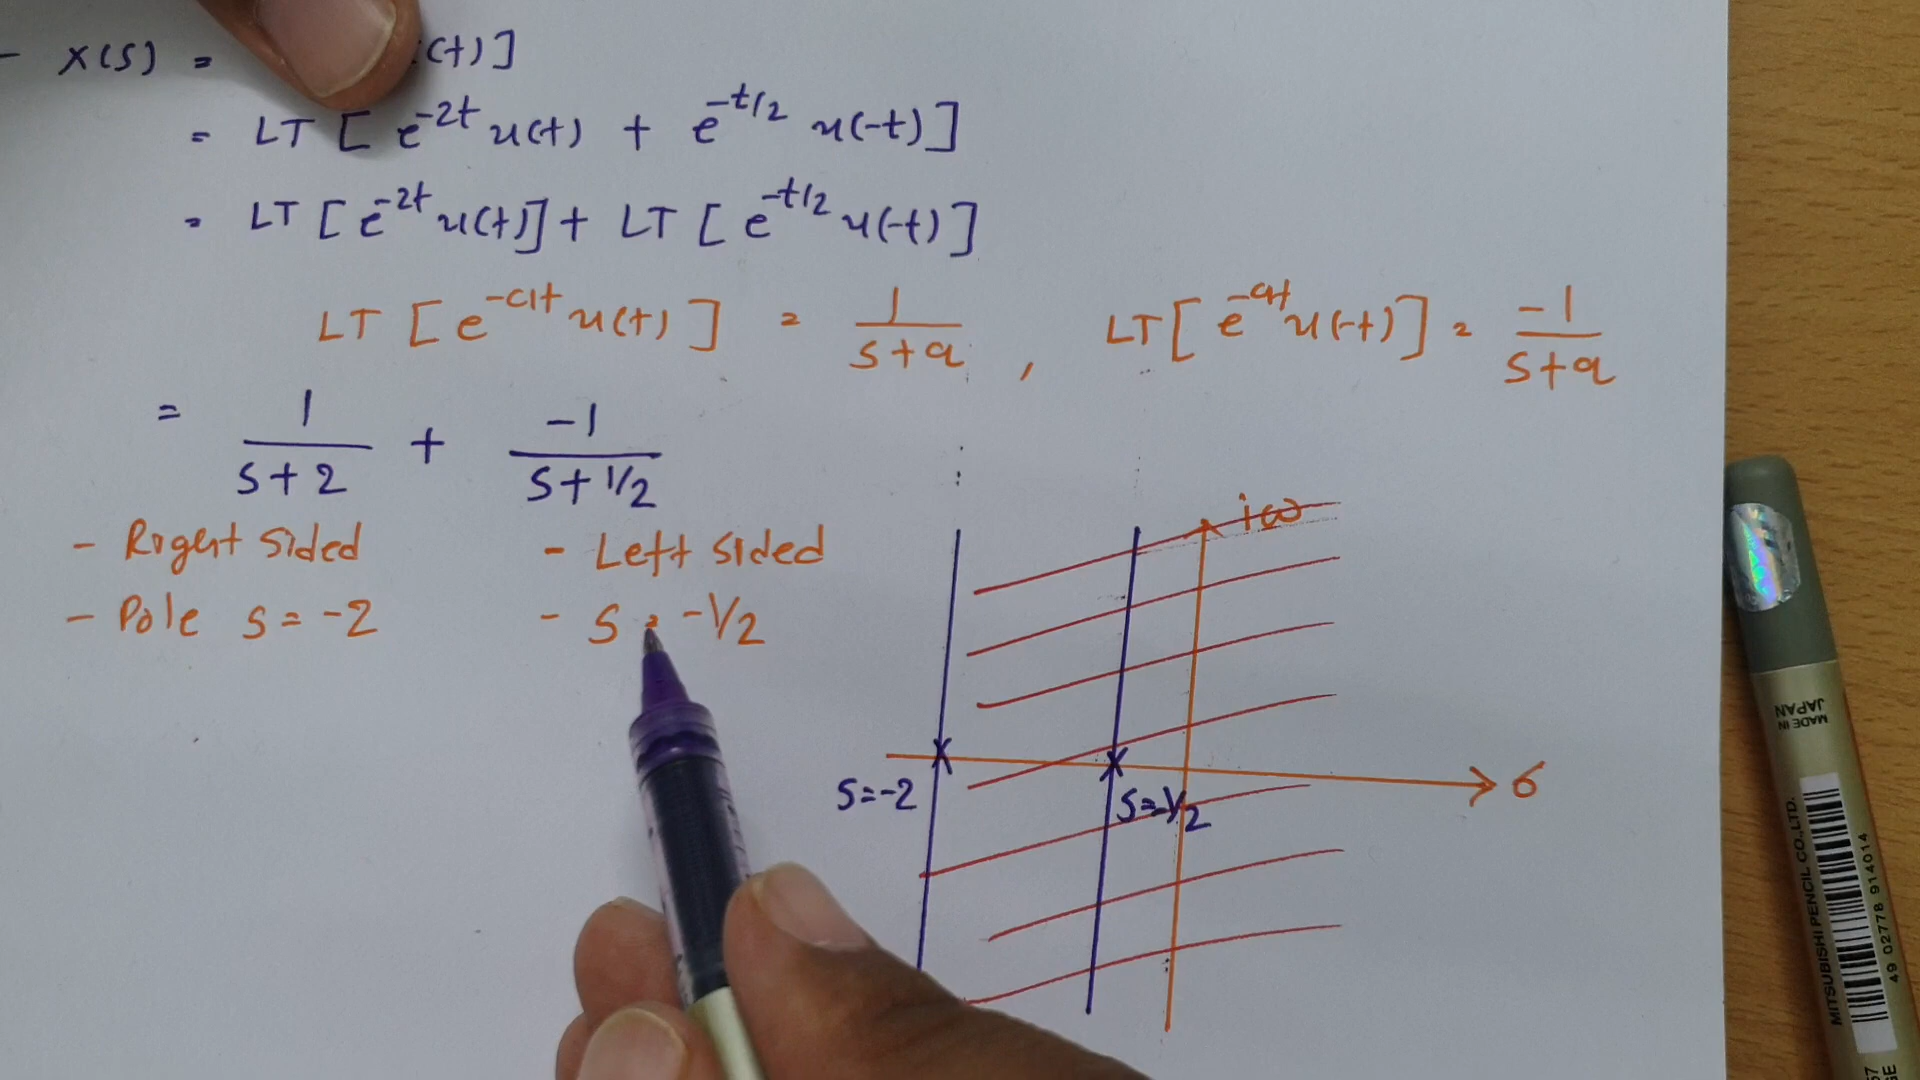 - X(S) = (t)]
= LT [ e^-2t u(t) + e^-t/2 u(-t) ]
= LT [ e^-2t u(t) ] + LT [ e^-t/2 u(-t) ]
LT [ e^-at u(t) ] = 1/(s+a) , LT [ e^-at u(-t) ] = -1/(s+a)
= 1/(s+2) + -1/(s+1/2)
- Right sided - Left sided
- Pole s = -2 - S = -1/2
iω
S=-2
S=-1/2
σ
MADE IN JAPAN
MITSUBISHI PENCIL CO.,LTD.
49 02778 914014